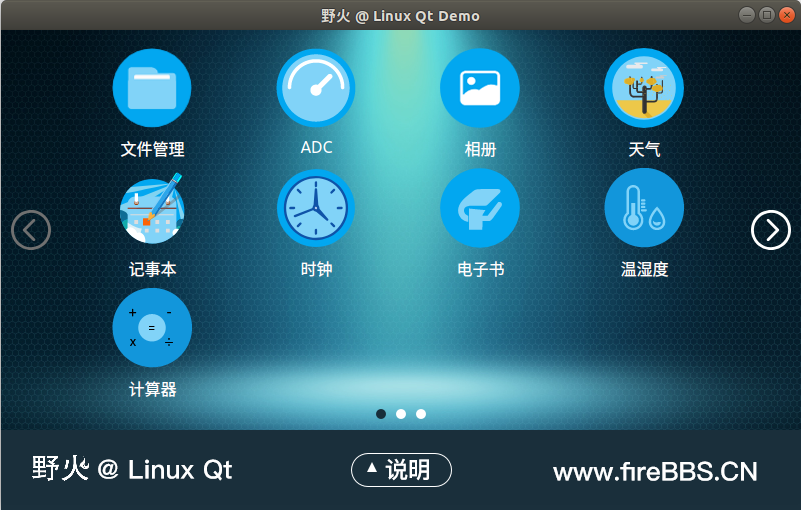 野火 @ Linux Qt Demo
文件管理
ADC
相册
天气
记事本
时钟
电子书
温湿度
+ -
=
x ÷
计算器
野火 @ Linux Qt
▲ 说明
www.fireBBS.CN